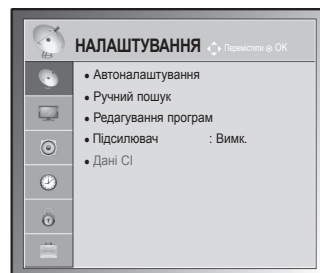 НАЛАШТУВАННЯ Перемістити OK
• Автоналаштування
• Ручний пошук
• Редагування програм
• Підсилювач : Вимк.
• Дані CI